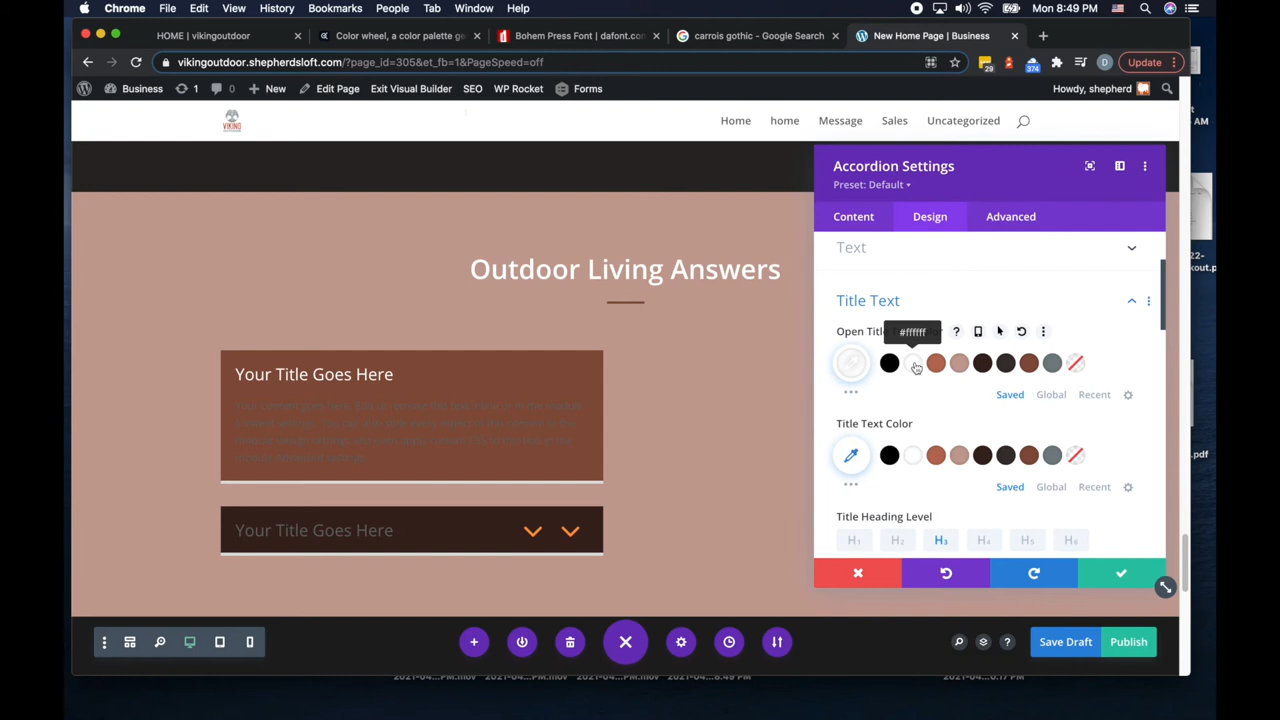 Chrome File Edit View History Bookmarks People Tab Window Help Mon 8:49 PM
HOME | vikingoutdoor Color wheel, a color palette ge Bohem Press Font | dafont.com carrois gothic - Google Search New Home Page | Business
vikingoutdoor.shepherdsloft.com/?page_id=305&et_fb=1&PageSpeed=off 29 374 D Update
Business 1 New Edit Page Exit Visual Builder SEO WP Rocket Forms Howdy, shepherd
VIKING Home home Message Sales Uncategorized
Accordion Settings
Preset: Default
Content Design Advanced
Text
Outdoor Living Answers
Title Text
Open Title
#ffffff
Your Title Goes Here
Saved Global Recent
Title Text Color
Saved Global Recent
Title Heading Level
Your Title Goes Here
H1 H2 H3 H4 H5 H6
Save Draft Publish